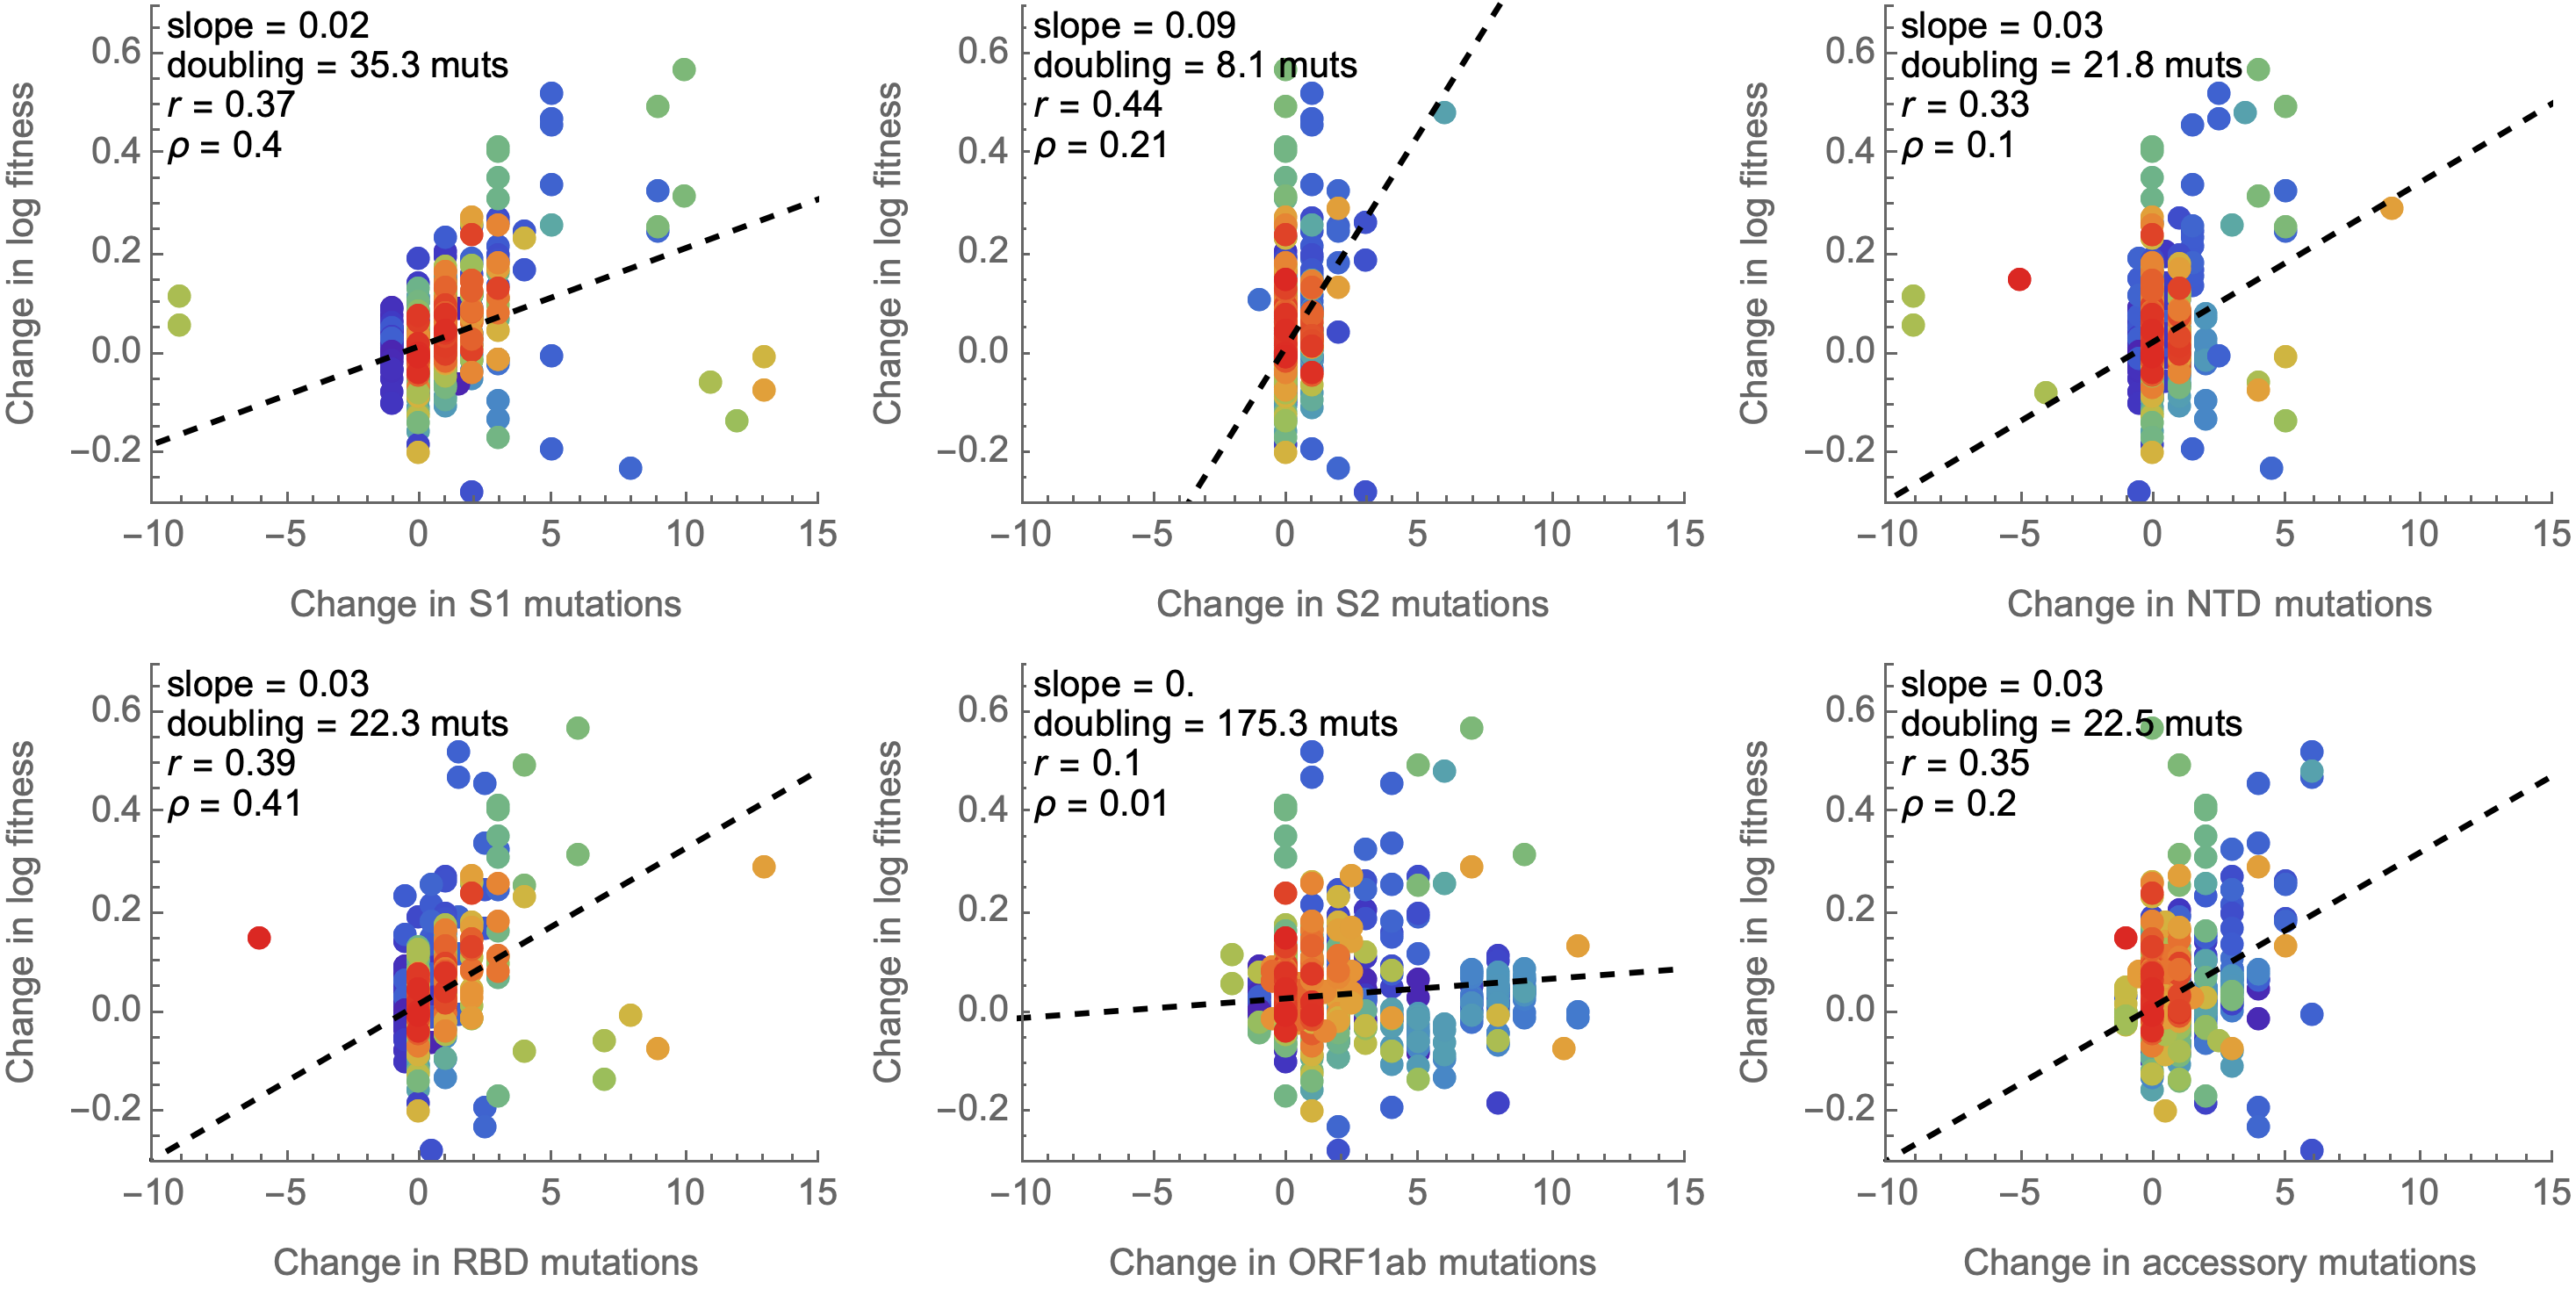 slope = 0.02
doubling = 35.3 muts
r = 0.37
ρ = 0.4
0.6
0.4
0.2
0.0
−0.2
Change in log fitness
−10 −5 0 5 10 15
Change in S1 mutations
slope = 0.09
doubling = 8.1 muts
r = 0.44
ρ = 0.21
0.6
0.4
0.2
0.0
−0.2
Change in log fitness
−10 −5 0 5 10 15
Change in S2 mutations
slope = 0.03
doubling = 21.8 muts
r = 0.33
ρ = 0.1
0.6
0.4
0.2
0.0
−0.2
Change in log fitness
−10 −5 0 5 10 15
Change in NTD mutations
slope = 0.03
doubling = 22.3 muts
r = 0.39
ρ = 0.41
0.6
0.4
0.2
0.0
−0.2
Change in log fitness
−10 −5 0 5 10 15
Change in RBD mutations
slope = 0.
doubling = 175.3 muts
r = 0.1
ρ = 0.01
0.6
0.4
0.2
0.0
−0.2
Change in log fitness
−10 −5 0 5 10 15
Change in ORF1ab mutations
slope = 0.03
doubling = 22.5 muts
r = 0.35
ρ = 0.2
0.6
0.4
0.2
0.0
−0.2
Change in log fitness
−10 −5 0 5 10 15
Change in accessory mutations